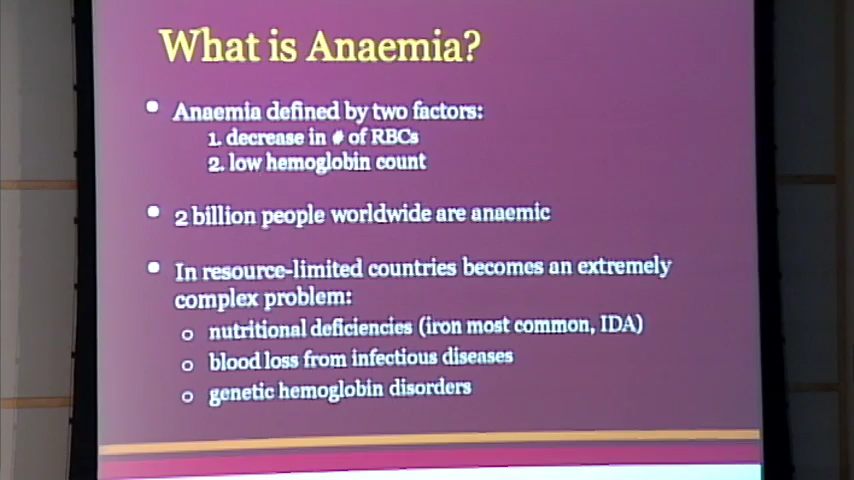 What is Anaemia?
• Anaemia defined by two factors:
1. decrease in # of RBCs
2. low hemoglobin count
• 2 billion people worldwide are anaemic
• In resource-limited countries becomes an extremely
complex problem:
o nutritional deficiencies (iron most common, IDA)
o blood loss from infectious diseases
o genetic hemoglobin disorders